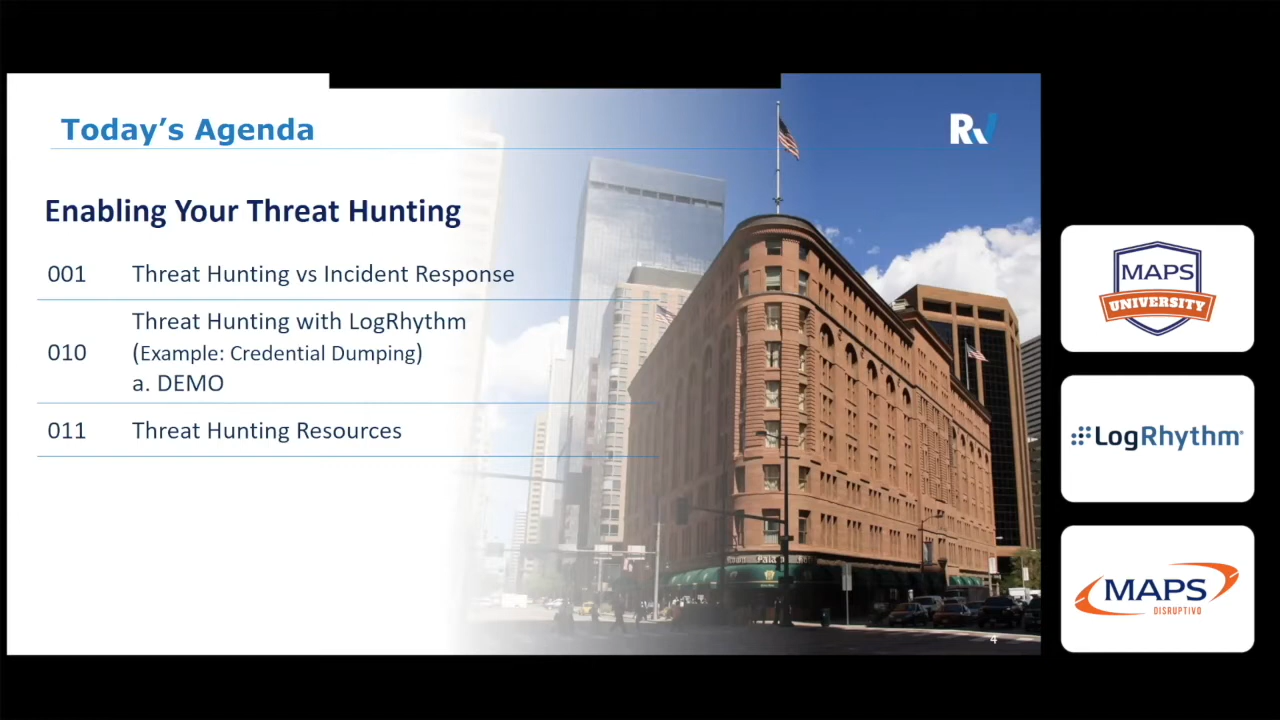 Today's Agenda
Enabling Your Threat Hunting
001 Threat Hunting vs Incident Response
Threat Hunting with LogRhythm
010 (Example: Credential Dumping)
a. DEMO
011 Threat Hunting Resources
4
MAPS
UNIVERSITY
LogRhythm
MAPS
DISRUPTIVO